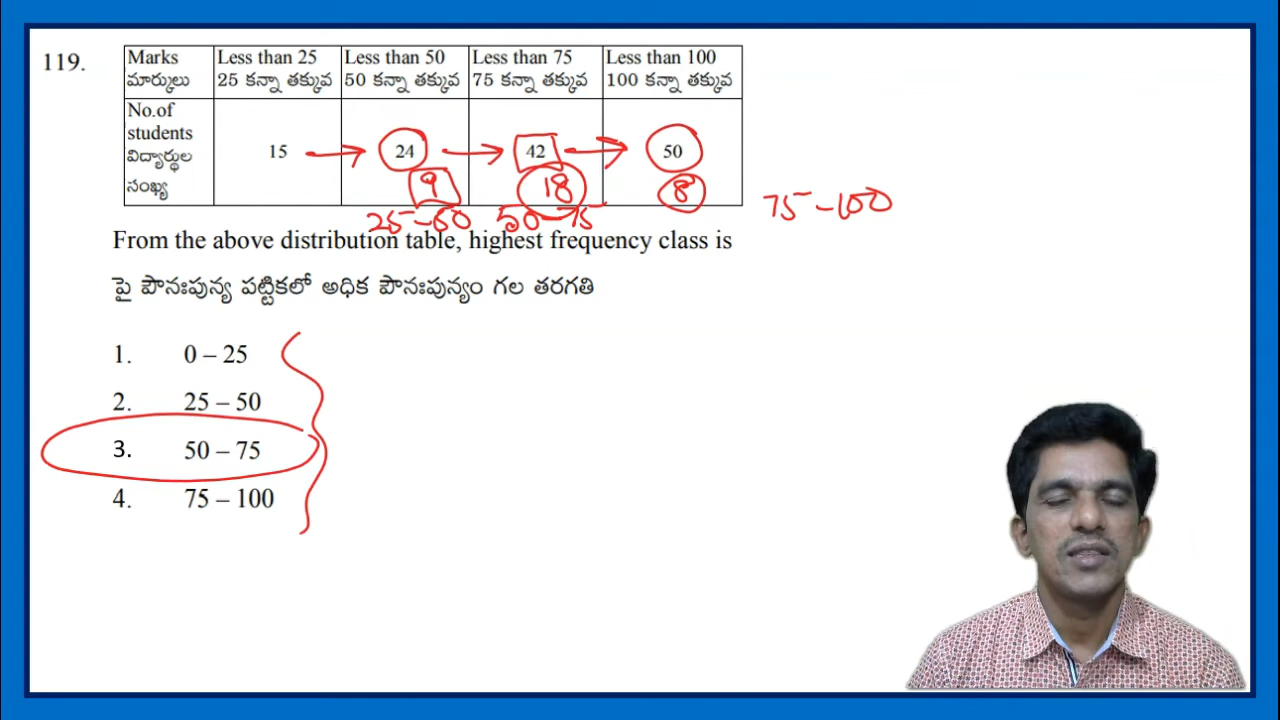 119.
Marks Less than 25 Less than 50 Less than 75 Less than 100
మార్కులు 25 కన్నా తక్కువ 50 కన్నా తక్కువ 75 కన్నా తక్కువ 100 కన్నా తక్కువ
No.of
students
విద్యార్థుల
సంఖ్య
15 24 42 50
9 18 8
25-50 50-75 75-100
From the above distribution table, highest frequency class is
పై పౌనఃపున్య పట్టికలో అధిక పౌనఃపున్యం గల తరగతి
1. 0 – 25
2. 25 – 50
3. 50 – 75
4. 75 – 100